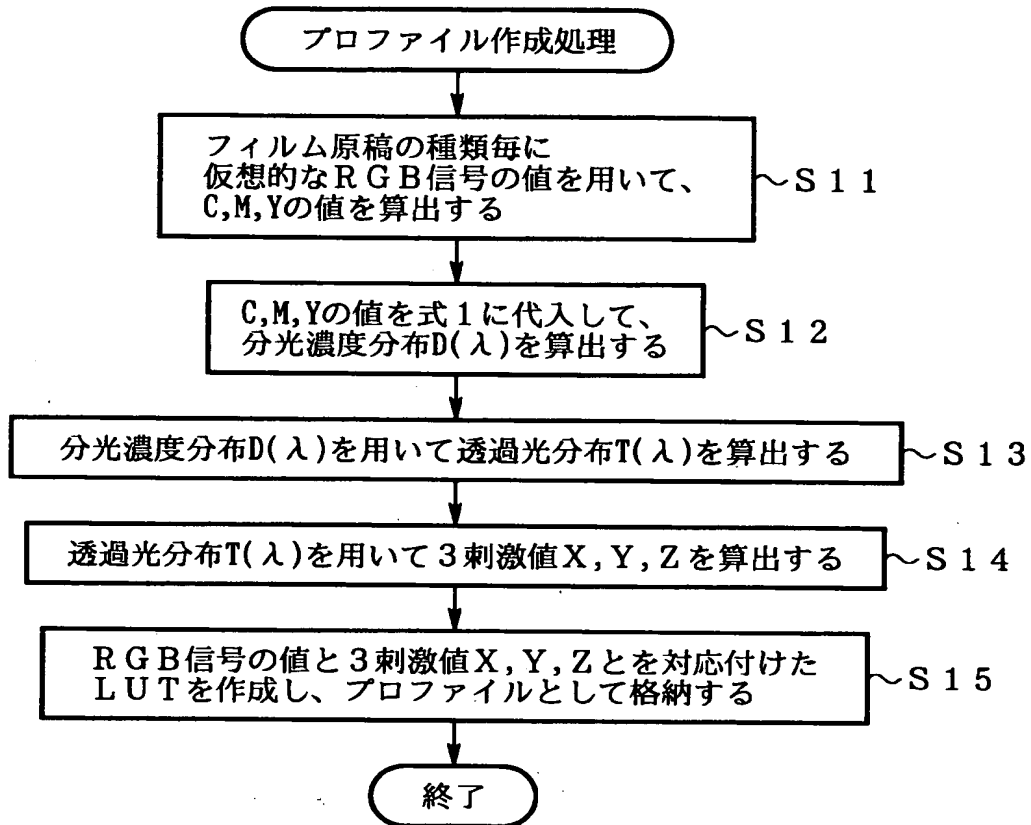 プロファイル作成処理
フィルム原稿の種類毎に
仮想的なRGB信号の値を用いて、
C,M,Yの値を算出する
~S11
C,M,Yの値を式1に代入して、
分光濃度分布D(λ)を算出する
~S12
分光濃度分布D(λ)を用いて透過光分布T(λ)を算出する
~S13
透過光分布T(λ)を用いて3刺激値X,Y,Zを算出する
~S14
RGB信号の値と3刺激値X,Y,Zとを対応付けた
LUTを作成し、プロファイルとして格納する
~S15
終了